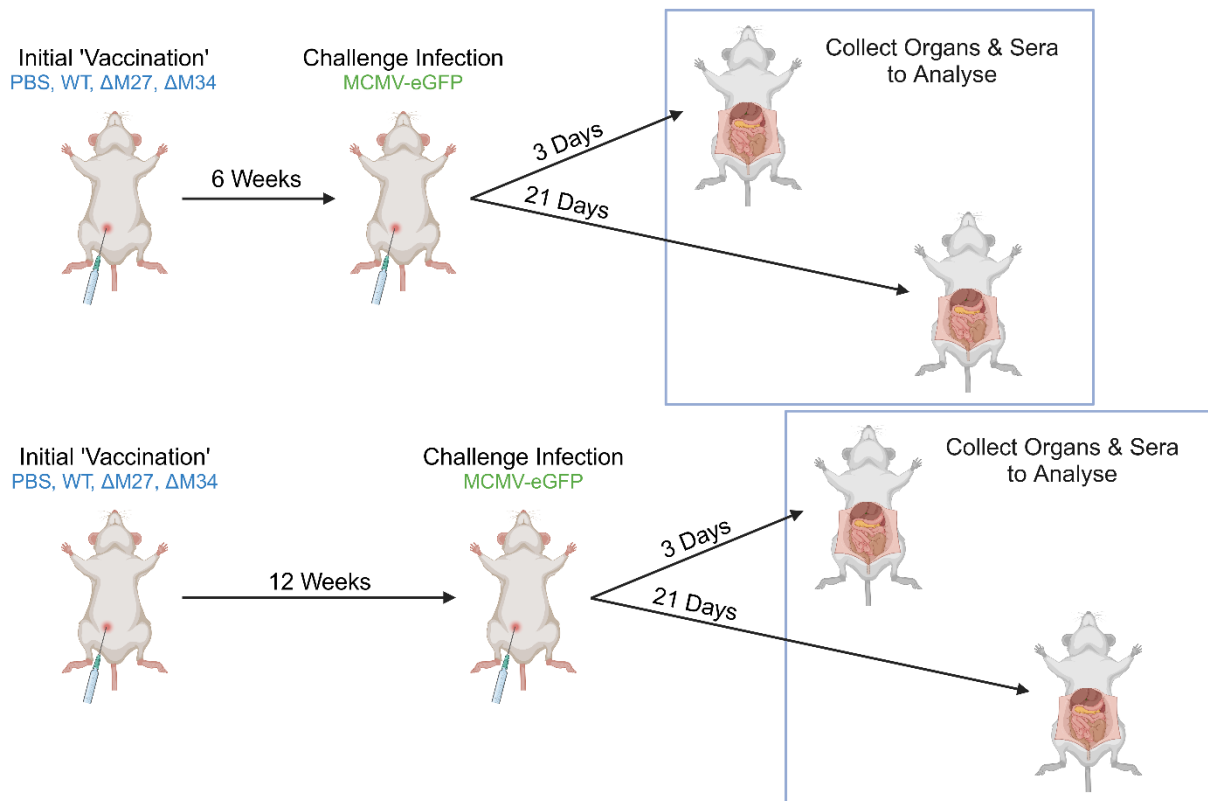 Initial 'Vaccination'
PBS, WT, ΔM27, ΔM34
6 Weeks
Challenge Infection
MCMV-eGFP
3 Days
21 Days
Collect Organs & Sera
to Analyse
Initial 'Vaccination'
PBS, WT, ΔM27, ΔM34
12 Weeks
Challenge Infection
MCMV-eGFP
3 Days
21 Days
Collect Organs & Sera
to Analyse